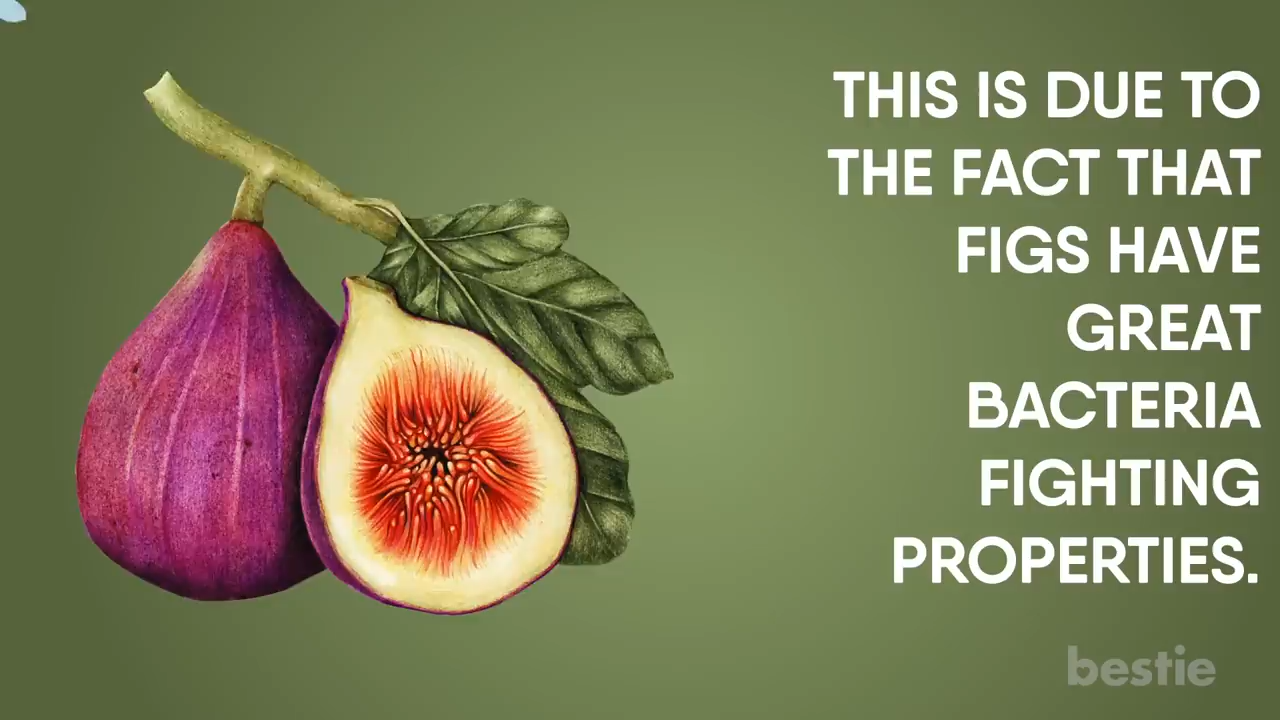 THIS IS DUE TO
THE FACT THAT
FIGS HAVE
GREAT
BACTERIA
FIGHTING
PROPERTIES.
bestie